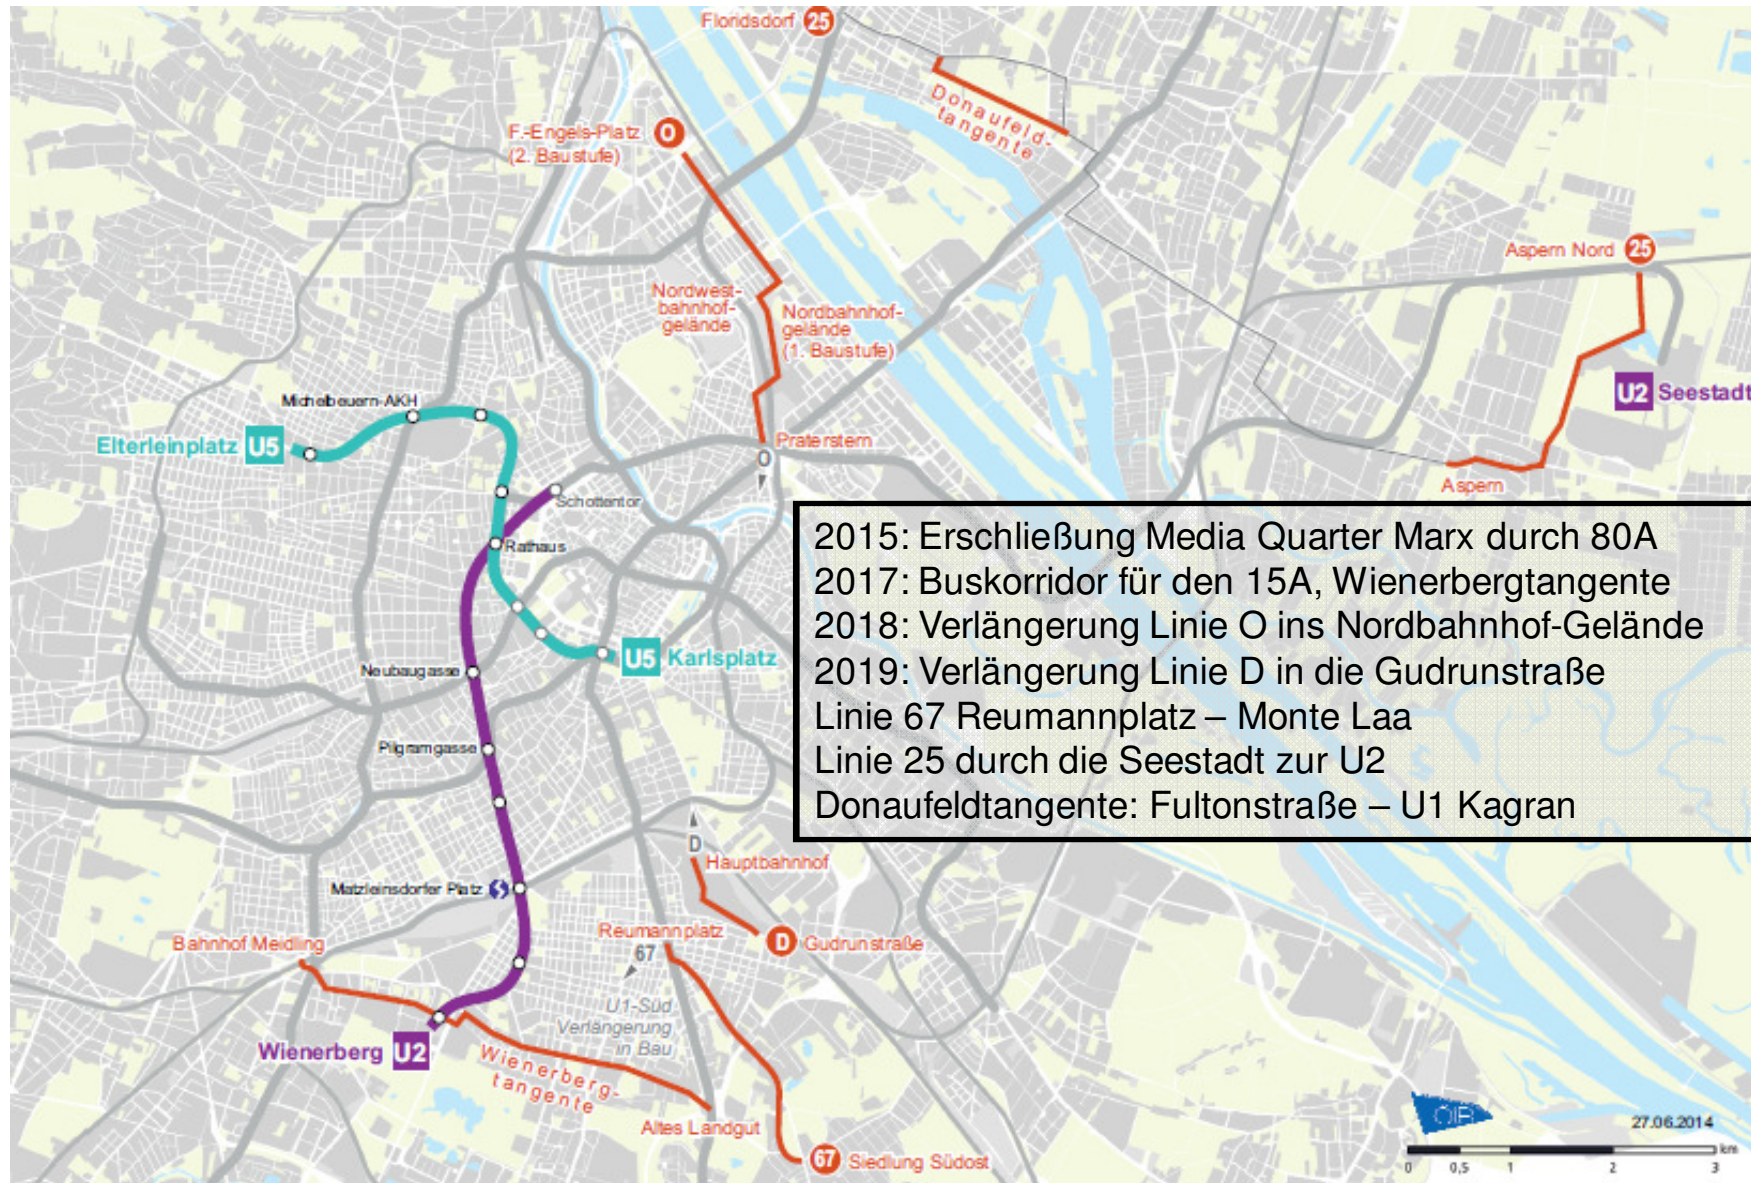 Floridsdorf 25
Donaufeld-
tangente
F.-Engels-Platz O
(2. Baustufe)
Aspern Nord 25
Nordwest-
bahnhof-
gelände
Nordbahnhof-
gelände
(1. Baustufe)
U2 Seestadt
Michelbeuern-AKH
Elterleinplatz U5
Praterstern
O
Aspern
Schottentor
Rathaus
2015: Erschließung Media Quarter Marx durch 80A
2017: Buskorridor für den 15A, Wienerbergtangente
2018: Verlängerung Linie O ins Nordbahnhof-Gelände
2019: Verlängerung Linie D in die Gudrunstraße
Linie 67 Reumannplatz – Monte Laa
Linie 25 durch die Seestadt zur U2
Donaufeldtangente: Fultonstraße – U1 Kagran
U5 Karlsplatz
Neubaugasse
Pilgramgasse
D
Hauptbahnhof
Matzleinsdorfer Platz S
Bahnhof Meidling
Reumannplatz
67
D Gudrunstraße
U1-Süd
Verlängerung
in Bau
Wienerberg U2
Wienerberg-
tangente
Altes Landgut
67 Siedlung Südost
ÖIR
27.06.2014
km
0 0,5 1 2 3